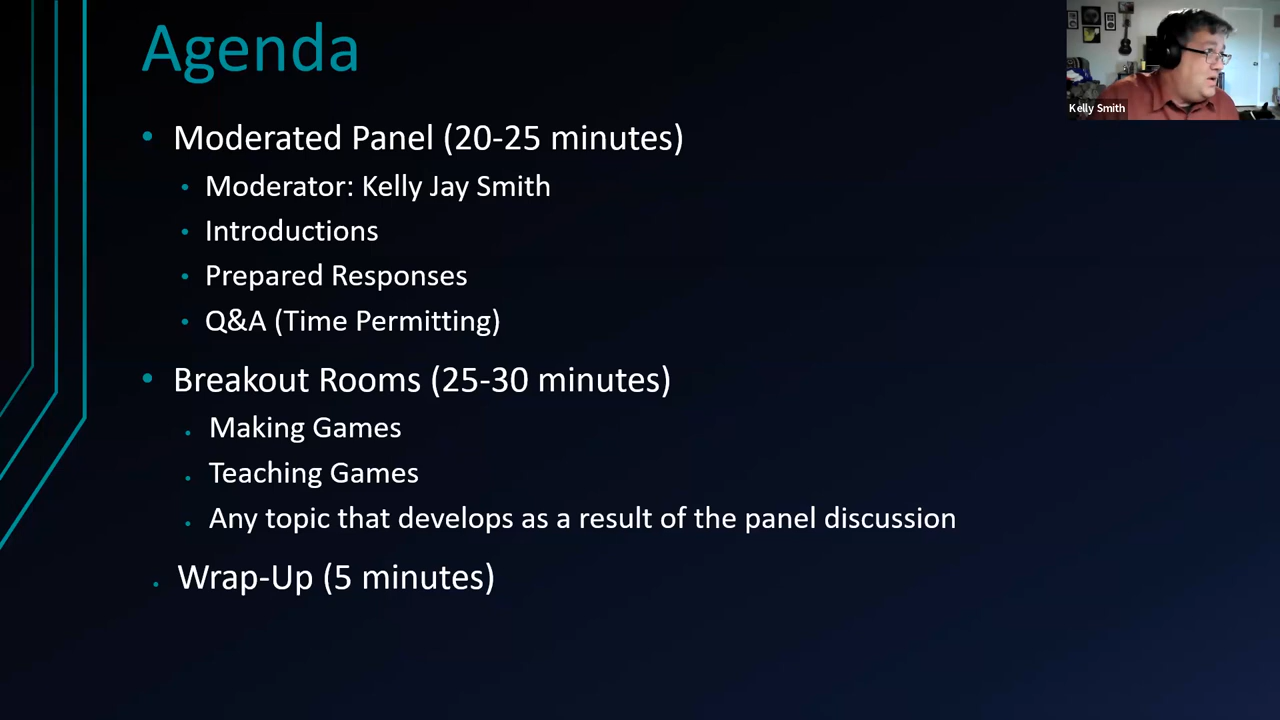 Agenda
Kelly Smith
• Moderated Panel (20-25 minutes)
• Moderator: Kelly Jay Smith
• Introductions
• Prepared Responses
• Q&A (Time Permitting)
• Breakout Rooms (25-30 minutes)
• Making Games
• Teaching Games
• Any topic that develops as a result of the panel discussion
• Wrap-Up (5 minutes)